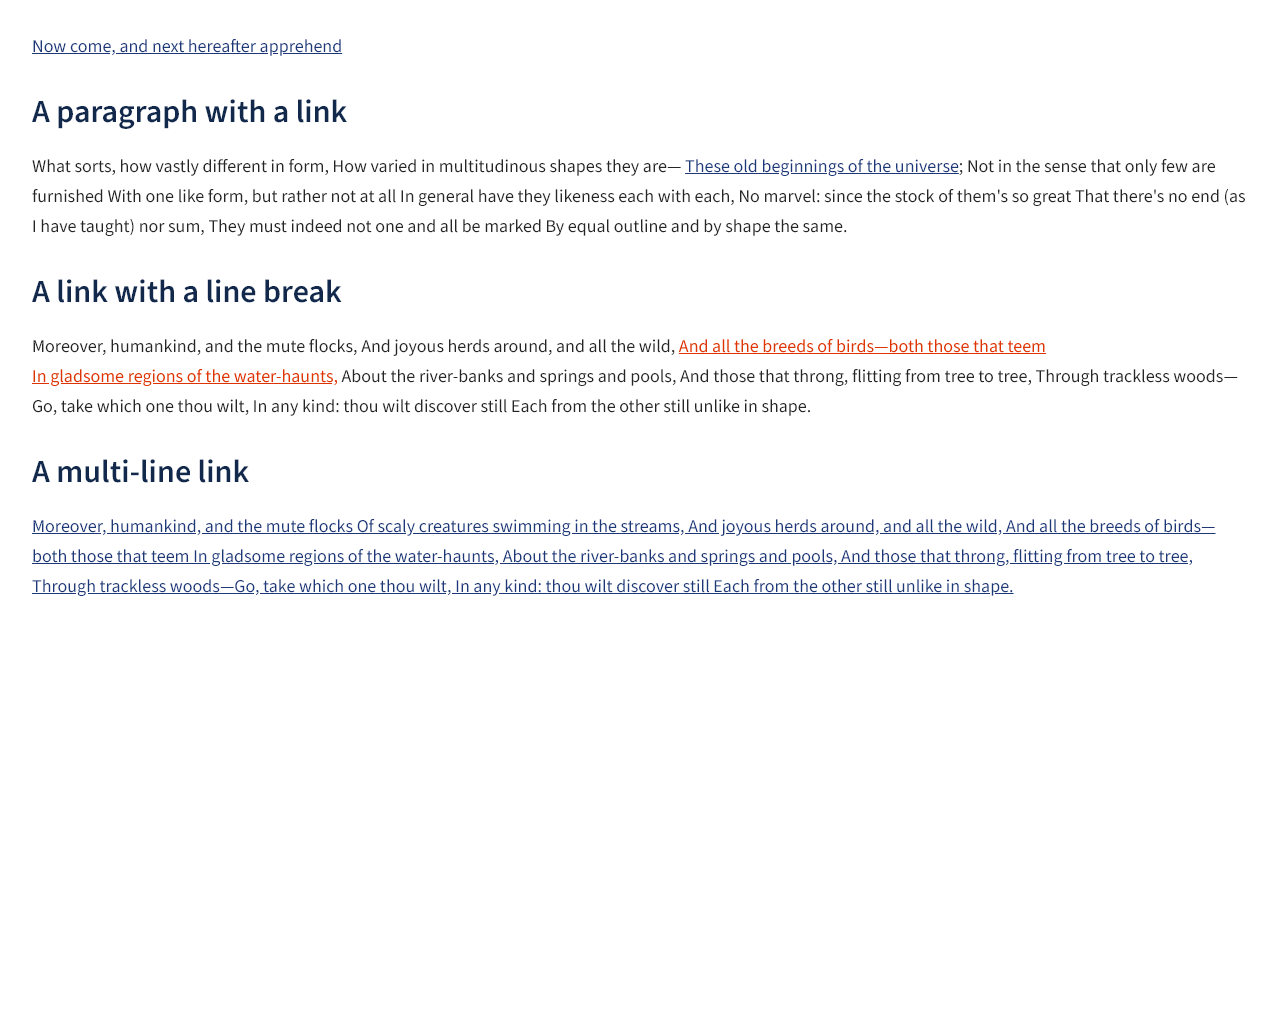 Now come, and next hereafter apprehend
A paragraph with a link
What sorts, how vastly different in form, How varied in multitudinous shapes they are— These old beginnings of the universe; Not in the sense that only few are
furnished With one like form, but rather not at all In general have they likeness each with each, No marvel: since the stock of them's so great That there's no end (as
I have taught) nor sum, They must indeed not one and all be marked By equal outline and by shape the same.
A link with a line break
Moreover, humankind, and the mute flocks, And joyous herds around, and all the wild, And all the breeds of birds—both those that teem
In gladsome regions of the water-haunts, About the river-banks and springs and pools, And those that throng, flitting from tree to tree, Through trackless woods—
Go, take which one thou wilt, In any kind: thou wilt discover still Each from the other still unlike in shape.
A multi-line link
Moreover, humankind, and the mute flocks Of scaly creatures swimming in the streams, And joyous herds around, and all the wild, And all the breeds of birds—
both those that teem In gladsome regions of the water-haunts, About the river-banks and springs and pools, And those that throng, flitting from tree to tree,
Through trackless woods—Go, take which one thou wilt, In any kind: thou wilt discover still Each from the other still unlike in shape.